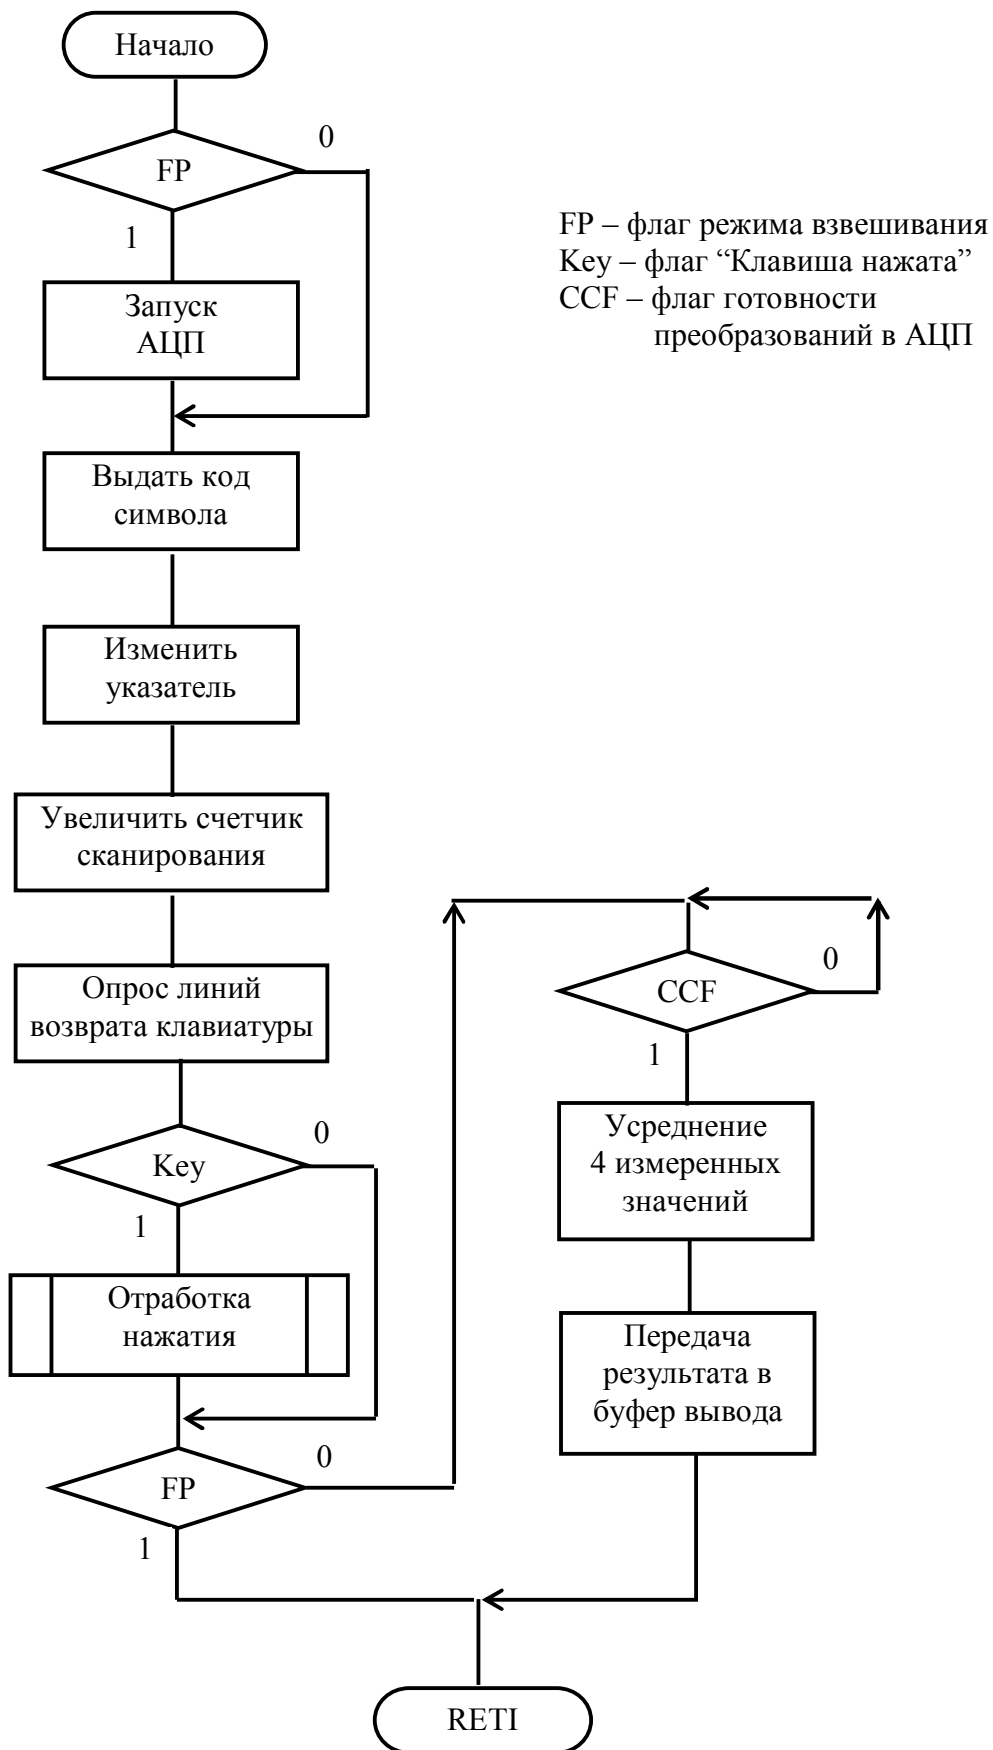 Начало
0
FP
1
Запуск
АЦП
Выдать код
символа
Изменить
указатель
Увеличить счетчик
сканирования
Опрос линий
возврата клавиатуры
0
Key
1
Отработка
нажатия
0
FP
1
FP – флаг режима взвешивания
Key – флаг “Клавиша нажата”
CCF – флаг готовности
преобразований в АЦП
0
CCF
1
Усреднение
4 измеренных
значений
Передача
результата в
буфер вывода
RETI